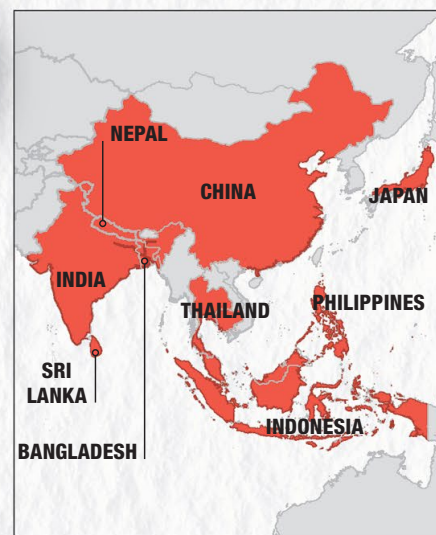 NEPAL
CHINA
JAPAN
INDIA
THAILAND
PHILIPPINES
SRI
LANKA
INDONESIA
BANGLADESH